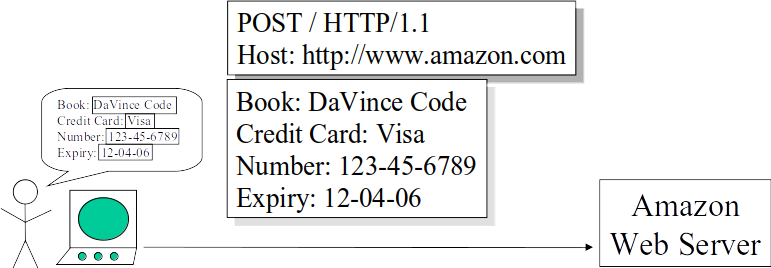 POST / HTTP/1.1
Host: http://www.amazon.com
Book: DaVince Code
Credit Card: Visa
Number: 123-45-6789
Expiry: 12-04-06
Book: DaVince Code
Credit Card: Visa
Number: 123-45-6789
Expiry: 12-04-06
Amazon
Web Server